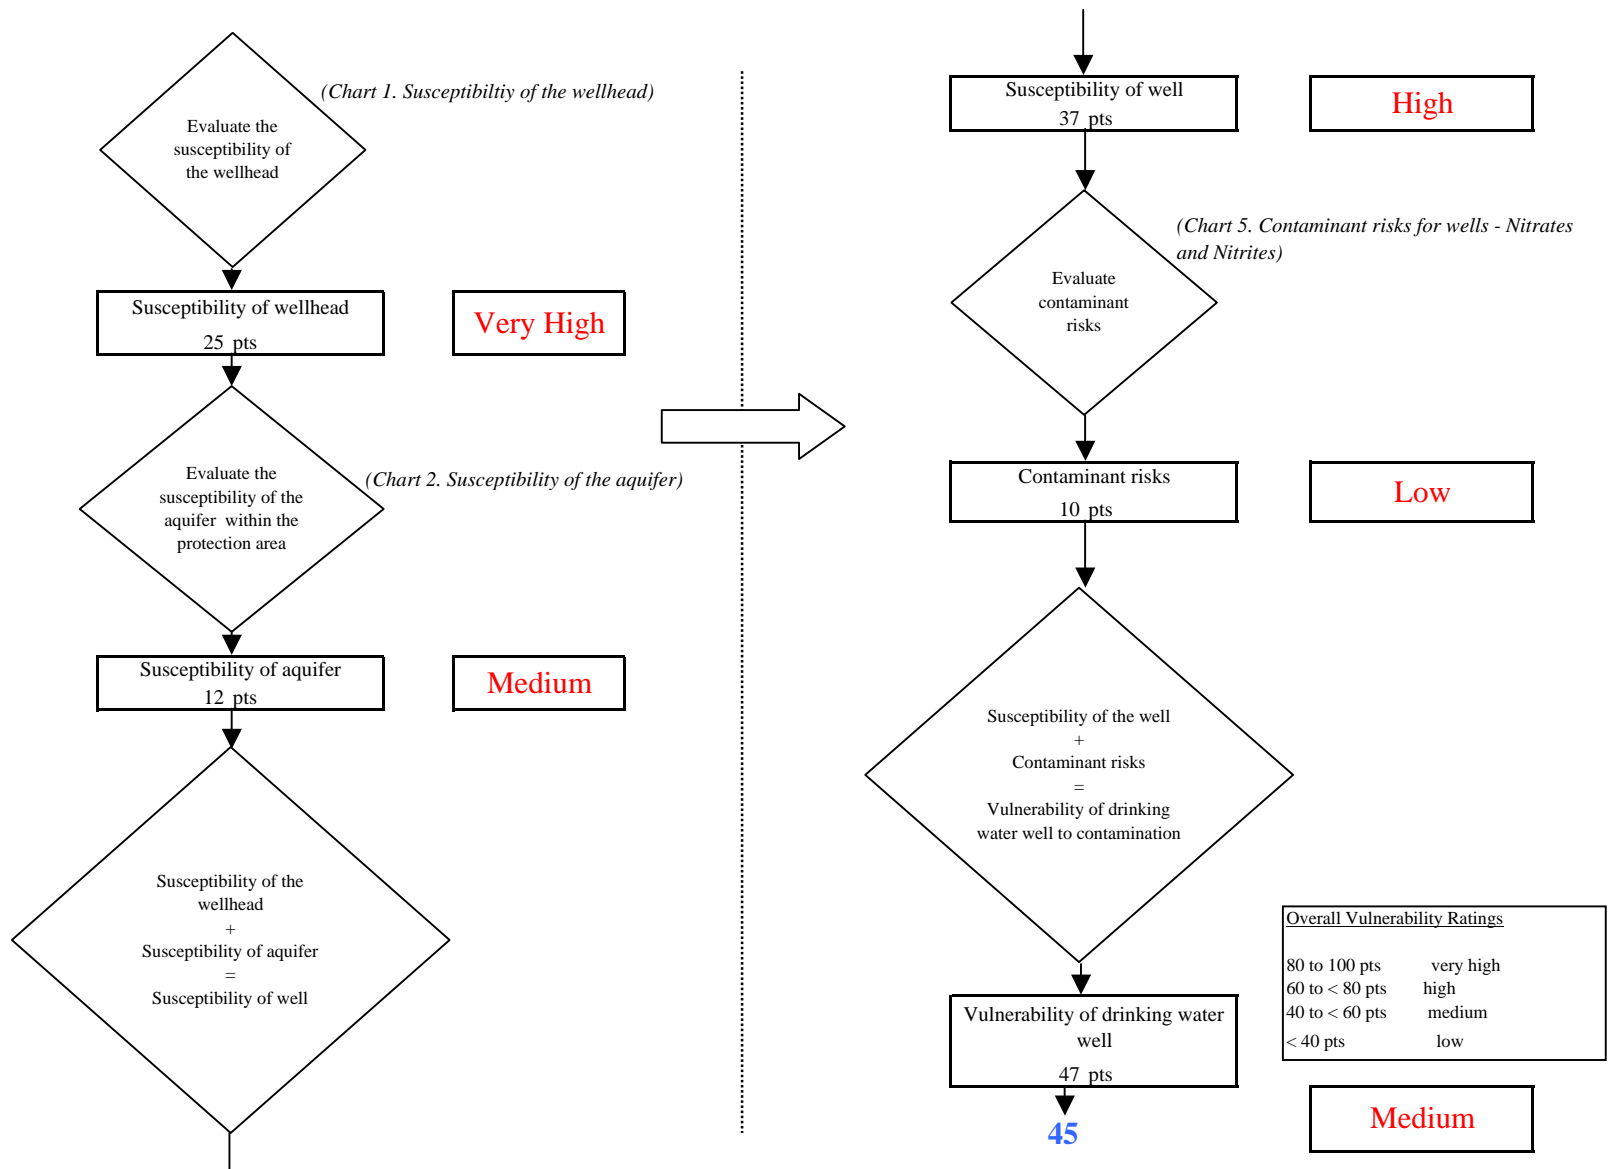 (Chart 1. Susceptibiltiy of the wellhead)
Evaluate the
susceptibility of
the wellhead
Susceptibility of wellhead
25 pts
Very High
Evaluate the
susceptibility of the
aquifer within the
protection area
(Chart 2. Susceptibility of the aquifer)
Susceptibility of aquifer
12 pts
Medium
Susceptibility of the
wellhead
+
Susceptibility of aquifer
=
Susceptibility of well
Susceptibility of well
37 pts
High
(Chart 5. Contaminant risks for wells - Nitrates
and Nitrites)
Evaluate
contaminant
risks
Contaminant risks
10 pts
Low
Susceptibility of the well
+
Contaminant risks
=
Vulnerability of drinking
water well to contamination
Overall Vulnerability Ratings
80 to 100 pts very high
60 to < 80 pts high
40 to < 60 pts medium
< 40 pts low
Vulnerability of drinking water
well
47 pts
45
Medium